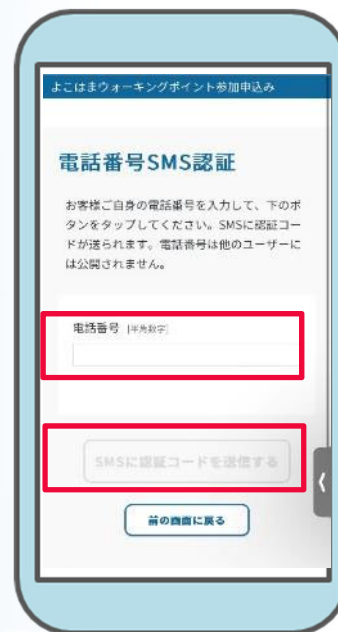 よこはまウォーキングポイント参加申込み
電話番号SMS認証
お客様ご自身の電話番号を入力して、下のボ
タンをタップしてください。SMSに認証コー
ドが送られます。電話番号は他のユーザーに
は公開されません。
電話番号 [半角数字]
SMSに認証コードを送信する
前の画面に戻る